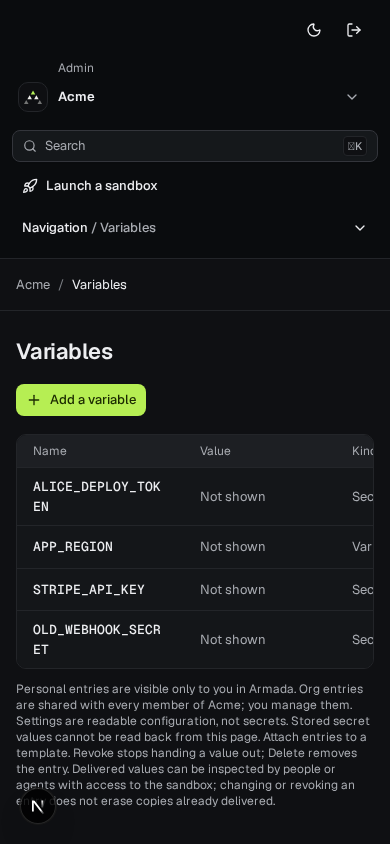 Admin
Acme
Search
K
Launch a sandbox
Navigation / Variables
Acme / Variables
Variables
+ Add a variable
Name Value
ALICE_DEPLOY_TOK
EN
Not shown Sec
APP_REGION Not shown Var
STRIPE_API_KEY Not shown Sec
OLD_WEBHOOK_SECR
ET
Not shown Sec
Personal entries are visible only to you in Armada. Org entries
are shared with every member of Acme; you manage them.
Settings are readable configuration, not secrets. Stored secret
values cannot be read back from this page. Attach entries to a
template. Revoke stops handing a value out; Delete removes
the entry. Delivered values can be inspected by people or
agents with access to the sandbox; changing or revoking an
does not erase copies already delivered.
N